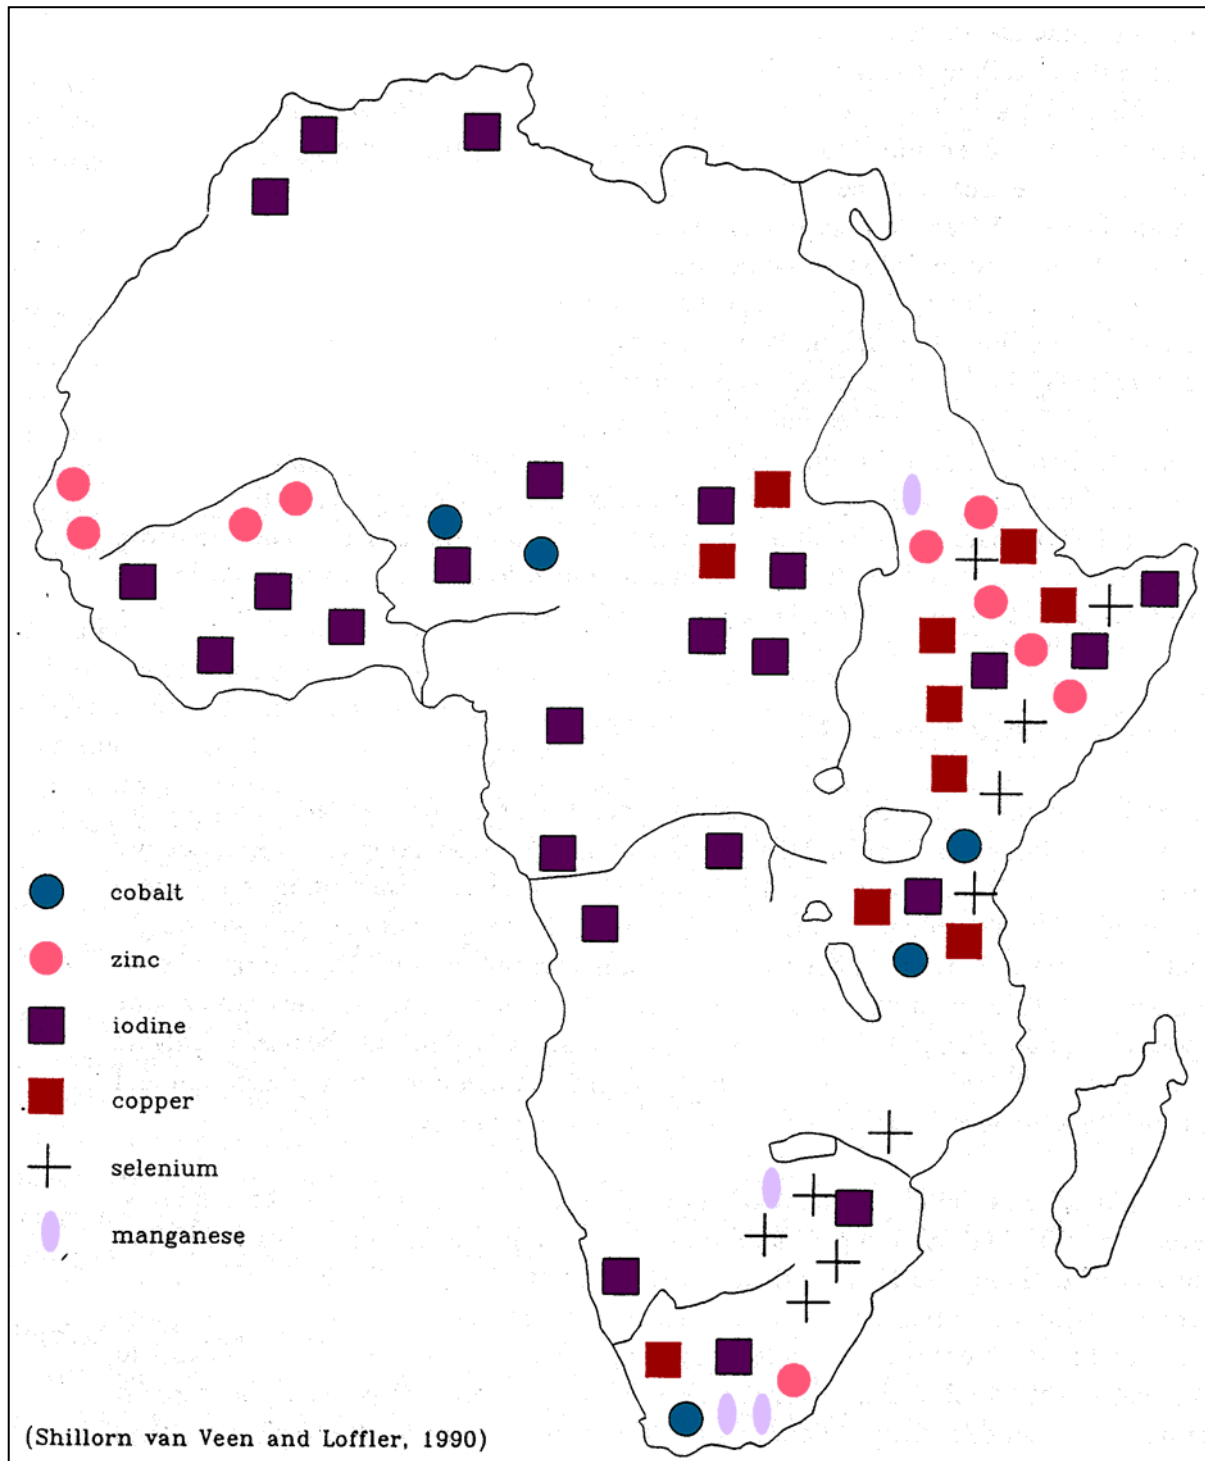 cobalt
zinc
iodine
copper
selenium
manganese
(Shillorn van Veen and Loffler, 1990)